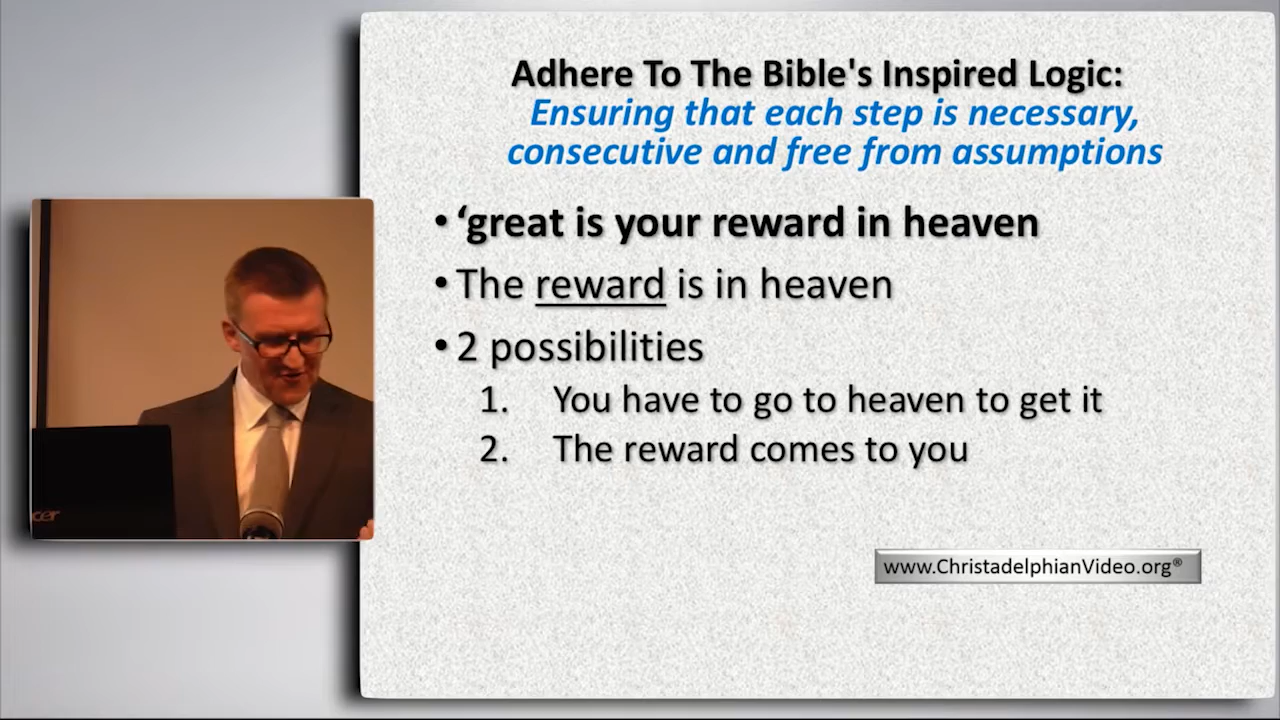 Adhere To The Bible's Inspired Logic:
Ensuring that each step is necessary,
consecutive and free from assumptions
• ‘great is your reward in heaven
• The reward is in heaven
• 2 possibilities
1. You have to go to heaven to get it
2. The reward comes to you
cer
www.ChristadelphianVideo.org®